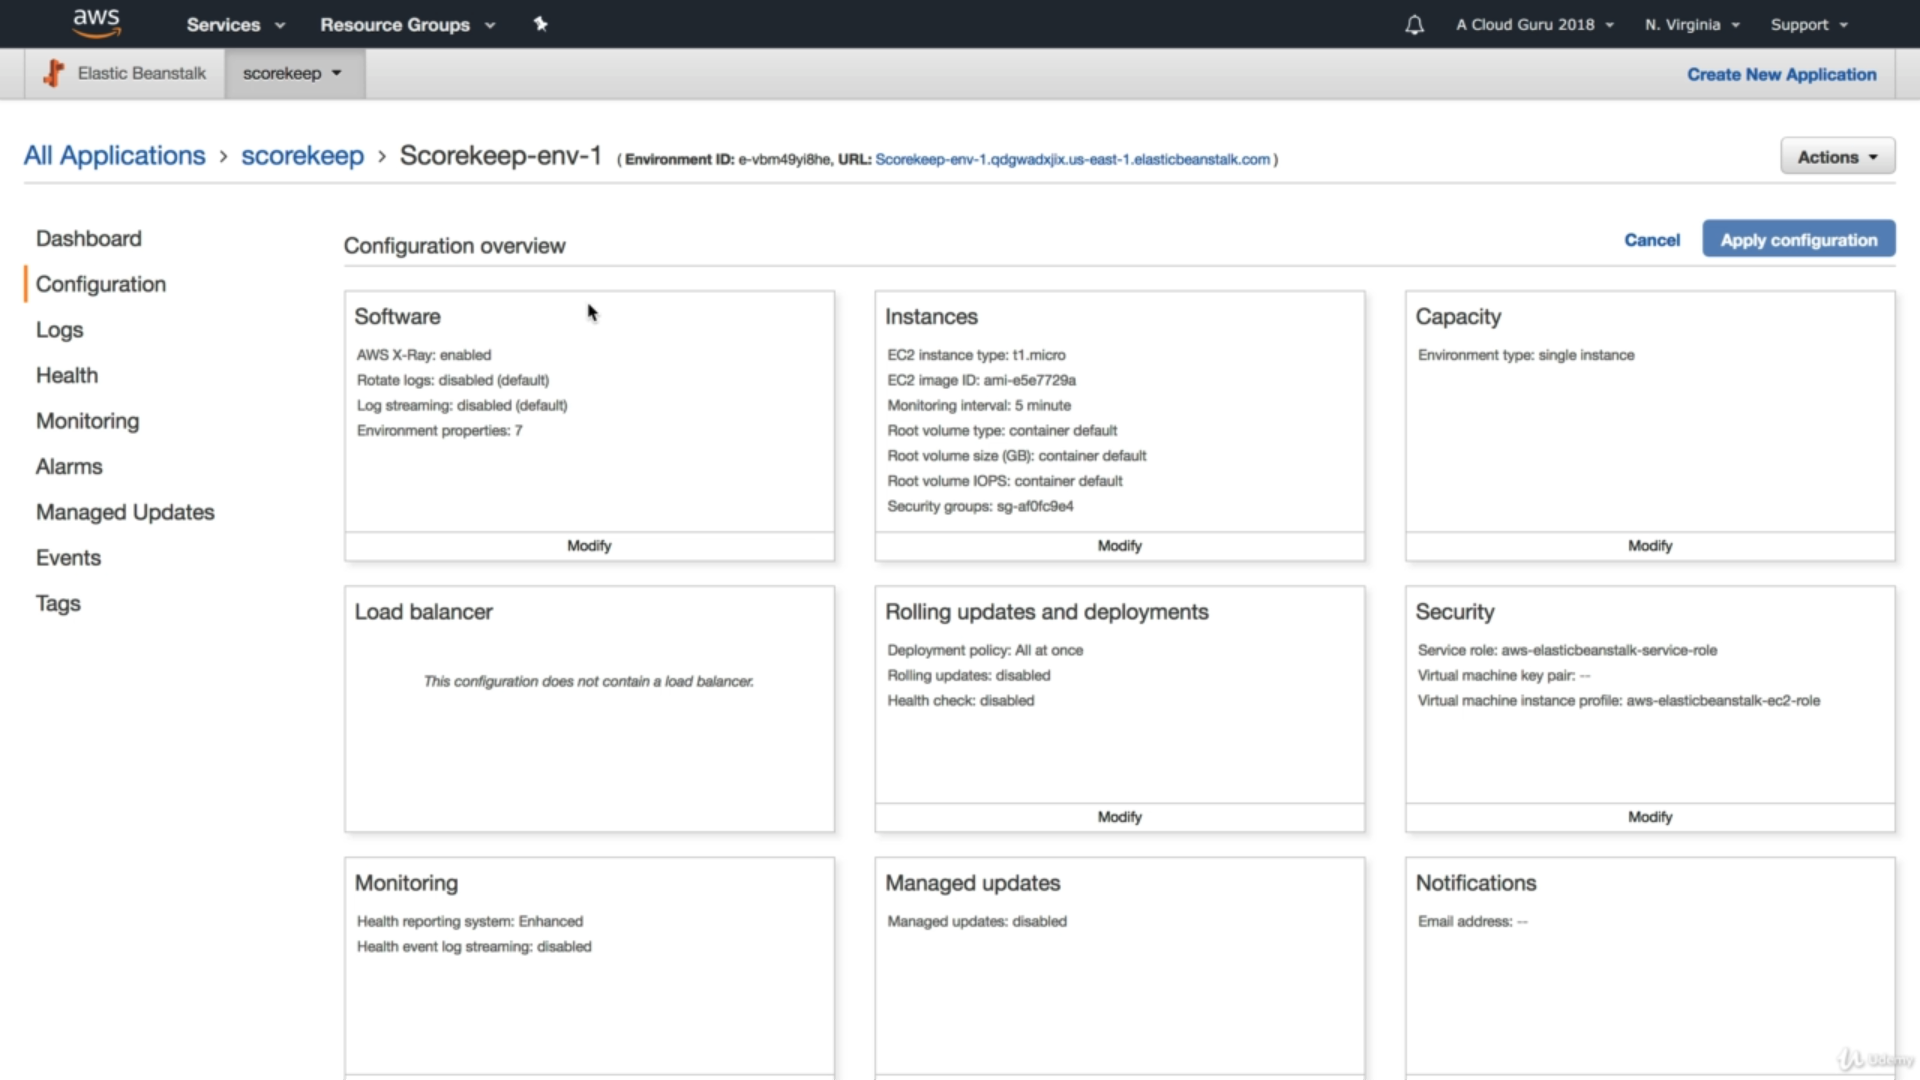 aws Services Resource Groups A Cloud Guru 2018 N. Virginia Support
Elastic Beanstalk scorekeep Create New Application
All Applications › scorekeep › Scorekeep-env-1 ( Environment ID: e-vbm49yi8he, URL: Scorekeep-env-1.qdgwadxjix.us-east-1.elasticbeanstalk.com ) Actions
Dashboard
Configuration
Logs
Health
Monitoring
Alarms
Managed Updates
Events
Tags
Configuration overview Cancel Apply configuration
Software
AWS X-Ray: enabled
Rotate logs: disabled (default)
Log streaming: disabled (default)
Environment properties: 7
Modify
Instances
EC2 instance type: t1.micro
EC2 image ID: ami-e5e7729a
Monitoring interval: 5 minute
Root volume type: container default
Root volume size (GB): container default
Root volume IOPS: container default
Security groups: sg-af0fc9e4
Modify
Capacity
Environment type: single instance
Modify
Load balancer
This configuration does not contain a load balancer.
Rolling updates and deployments
Deployment policy: All at once
Rolling updates: disabled
Health check: disabled
Modify
Security
Service role: aws-elasticbeanstalk-service-role
Virtual machine key pair: --
Virtual machine instance profile: aws-elasticbeanstalk-ec2-role
Modify
Monitoring
Health reporting system: Enhanced
Health event log streaming: disabled
Managed updates
Managed updates: disabled
Notifications
Email address: --
Udemy